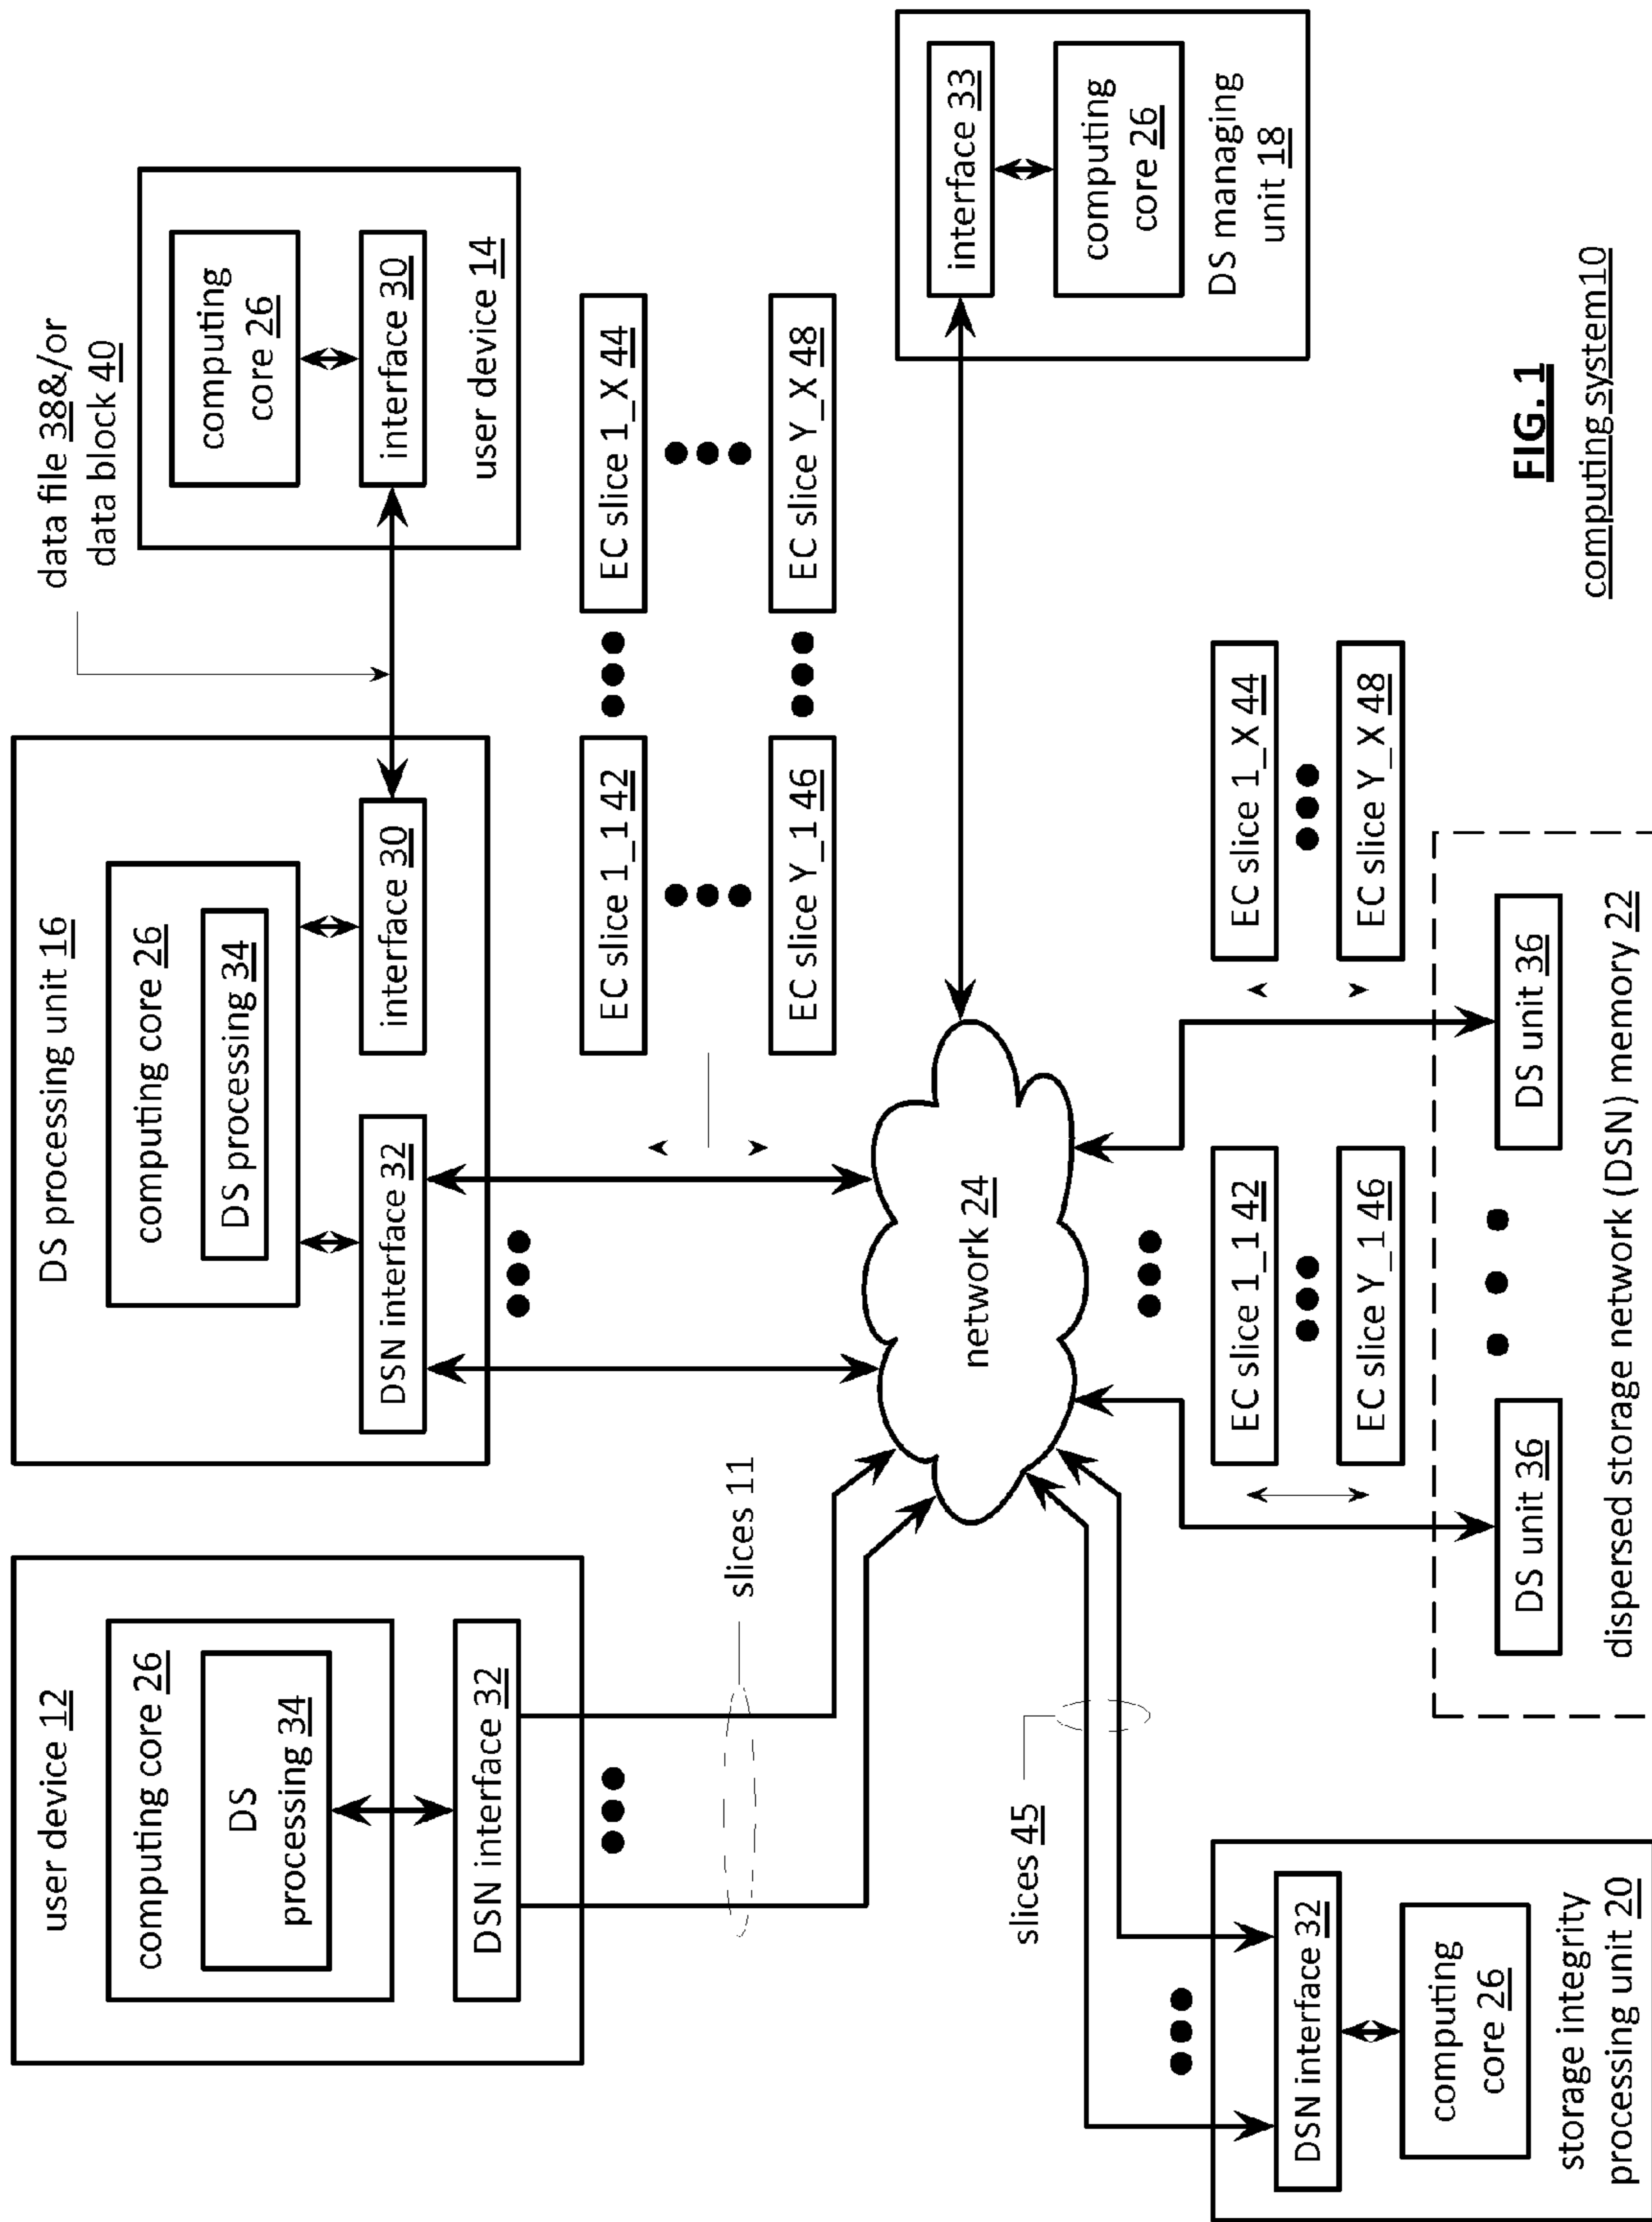 user device 12
computing core 26
DS
processing 34
DSN interface 32
slices 11
DS processing unit 16
computing core 26
DS processing 34
DSN interface 32
interface 30
data file 38&/or
data block 40
computing
core 26
interface 30
user device 14
EC slice 1_1 42
EC slice 1_X 44
EC slice Y_1 46
EC slice Y_X 48
network 24
interface 33
computing
core 26
DS managing
unit 18
slices 45
DSN interface 32
computing
core 26
storage integrity
processing unit 20
EC slice 1_1 42
EC slice Y_1 46
EC slice 1_X 44
EC slice Y_X 48
DS unit 36
DS unit 36
dispersed storage network (DSN) memory 22
FIG. 1
computing system10